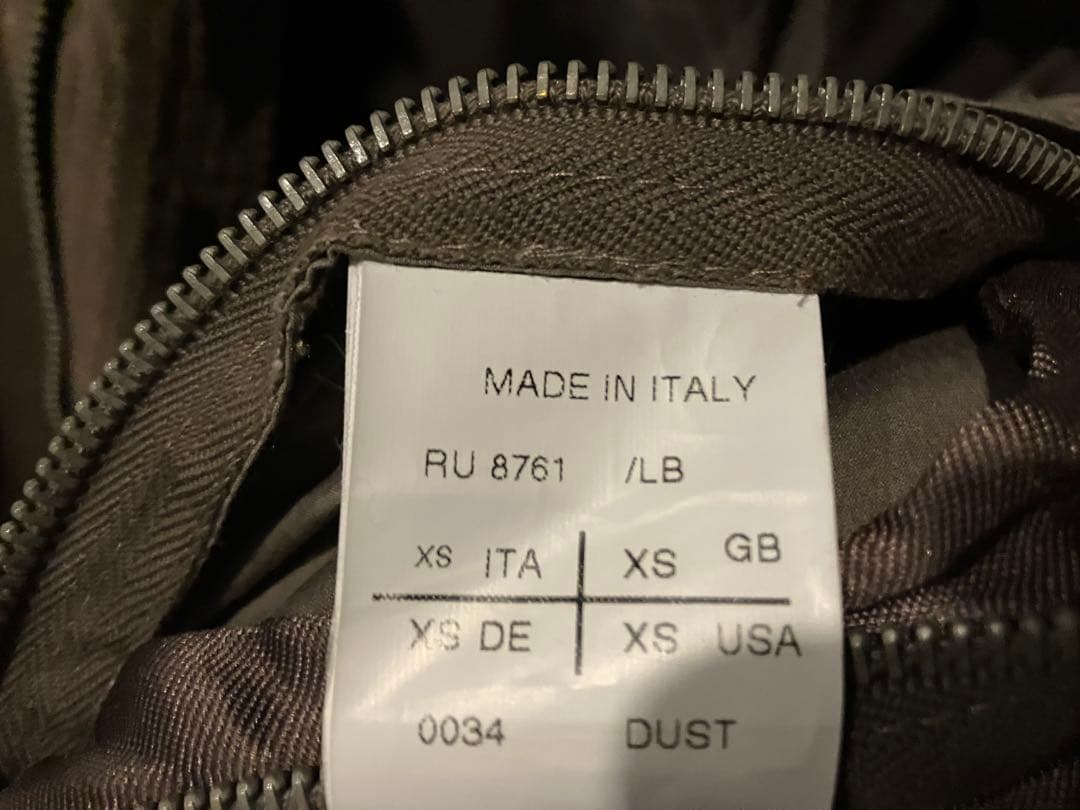 MADE IN ITALY
RU 8761 /LB
XS ITA XS GB
XS DE XS USA
0034 DUST